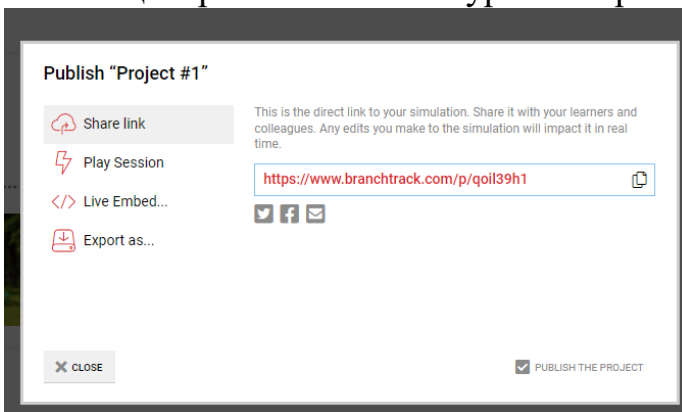 Publish “Project #1”
Share link
Play Session
</> Live Embed...
Export as...
This is the direct link to your simulation. Share it with your learners and
colleagues. Any edits you make to the simulation will impact it in real
time.
https://www.branchtrack.com/p/qoil39h1
CLOSE
PUBLISH THE PROJECT